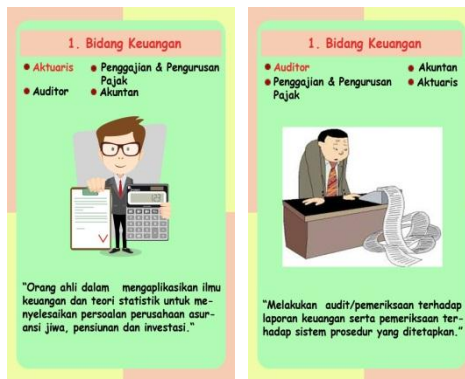 1. Bidang Keuangan
Aktuaris
Penggajian & Pengurusan
Pajak
Auditor
Akuntan
"Orang ahli dalam mengaplikasikan ilmu
keuangan dan teori statistik untuk me-
nyelesaikan persoalan perusahaan asur-
ansi jiwa, pensiunan dan investasi."
1. Bidang Keuangan
Auditor
Akuntan
Penggajian & Pengurusan
Pajak
Aktuaris
"Melakukan audit/pemeriksaan terhadap
laporan keuangan serta pemeriksaan ter-
hadap sistem prosedur yang ditetapkan."